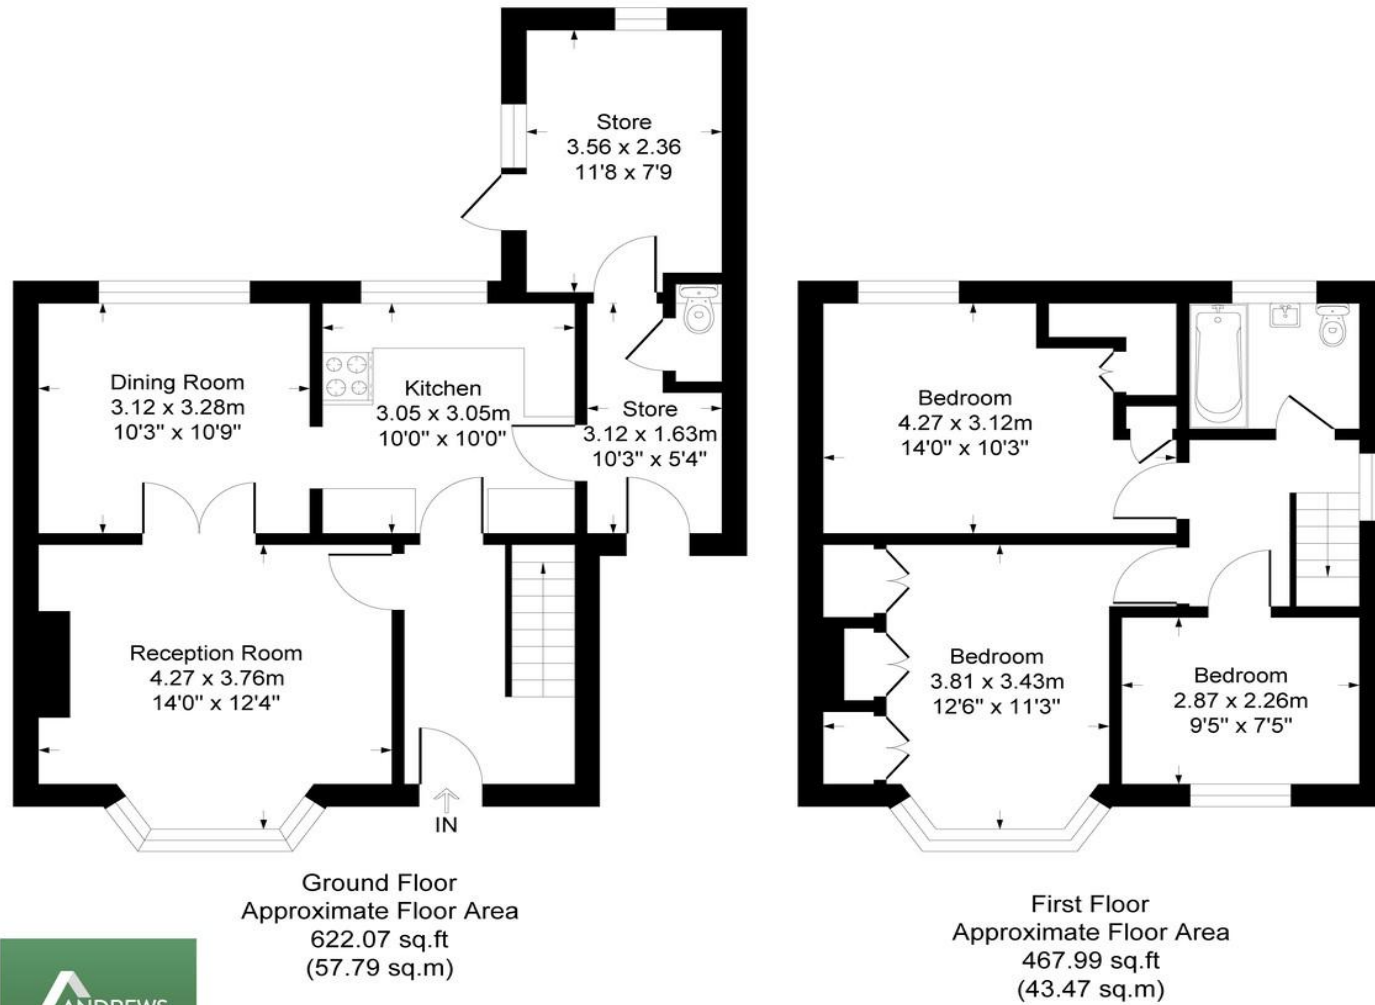 Store
3.56 x 2.36
11'8 x 7'9
Dining Room
3.12 x 3.28m
10'3" x 10'9"
Kitchen
3.05 x 3.05m
10'0" x 10'0"
Store
3.12 x 1.63m
10'3" x 5'4"
Reception Room
4.27 x 3.76m
14'0" x 12'4"
IN
Ground Floor
Approximate Floor Area
622.07 sq.ft
(57.79 sq.m)
Bedroom
4.27 x 3.12m
14'0" x 10'3"
Bedroom
3.81 x 3.43m
12'6" x 11'3"
Bedroom
2.87 x 2.26m
9'5" x 7'5"
First Floor
Approximate Floor Area
467.99 sq.ft
(43.47 sq.m)
ANDREWS